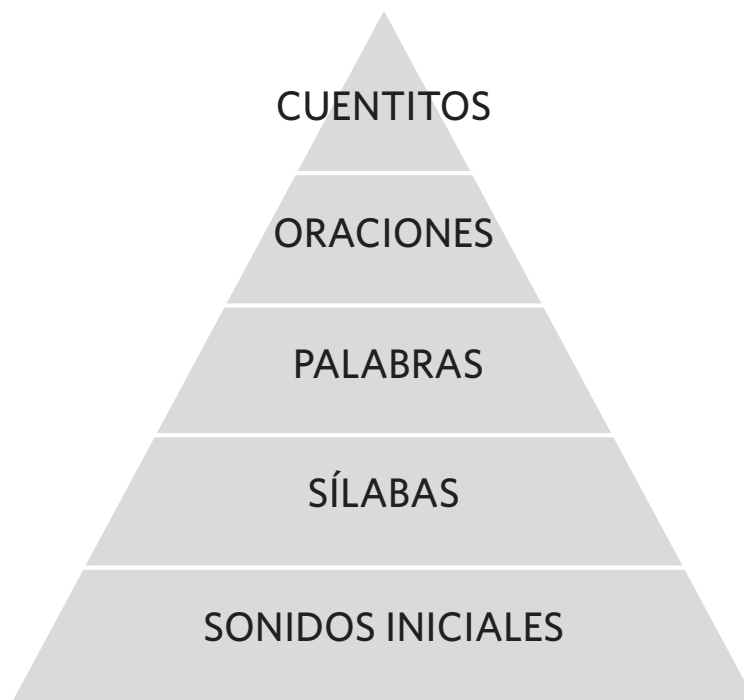 CUENTITOS
ORACIONES
PALABRAS
SÍLABAS
SONIDOS INICIALES